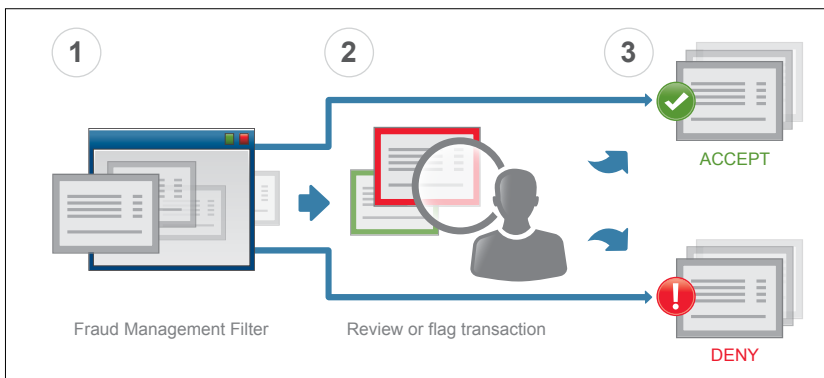 1
2
3
ACCEPT
Fraud Management Filter
Review or flag transaction
DENY